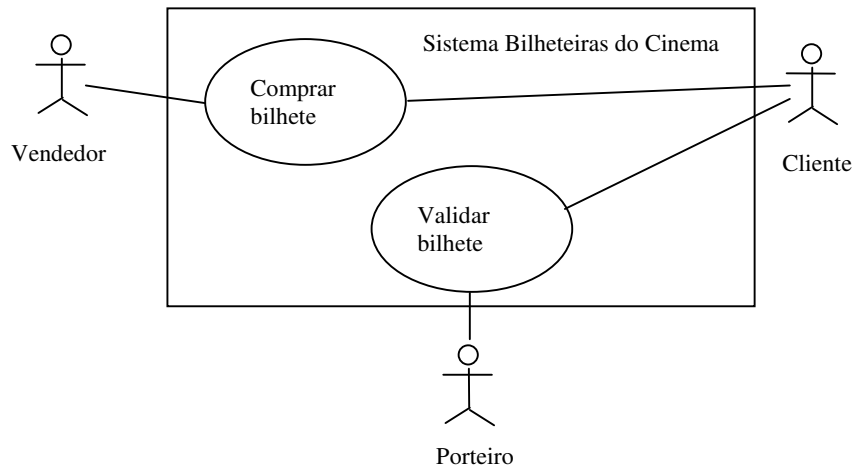 Sistema Bilheteiras do Cinema
Comprar
bilhete
Vendedor
Cliente
Validar
bilhete
Porteiro